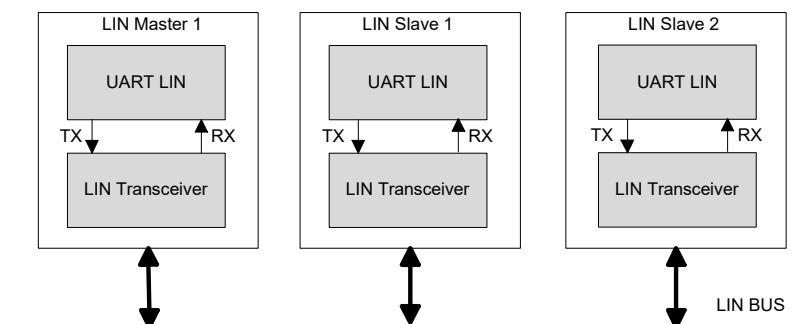 LIN Master 1
LIN Slave 1
LIN Slave 2
UART LIN
UART LIN
UART LIN
TX
RX
TX
RX
TX
RX
LIN Transceiver
LIN Transceiver
LIN Transceiver
LIN BUS